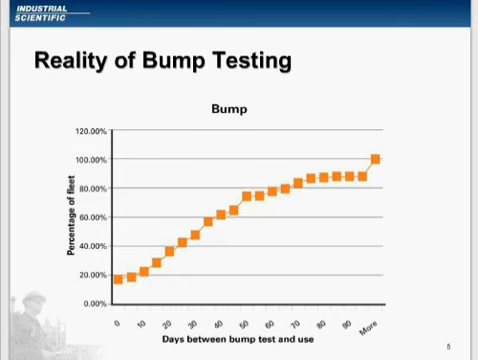 INDUSTRIAL
SCIENTIFIC
Reality of Bump Testing
Bump
120.00%
100.00%
80.00%
60.00%
40.00%
20.00%
0.00%
Percentage of fleet
0 10 20 30 40 50 60 70 80 90 More
Days between bump test and use
5